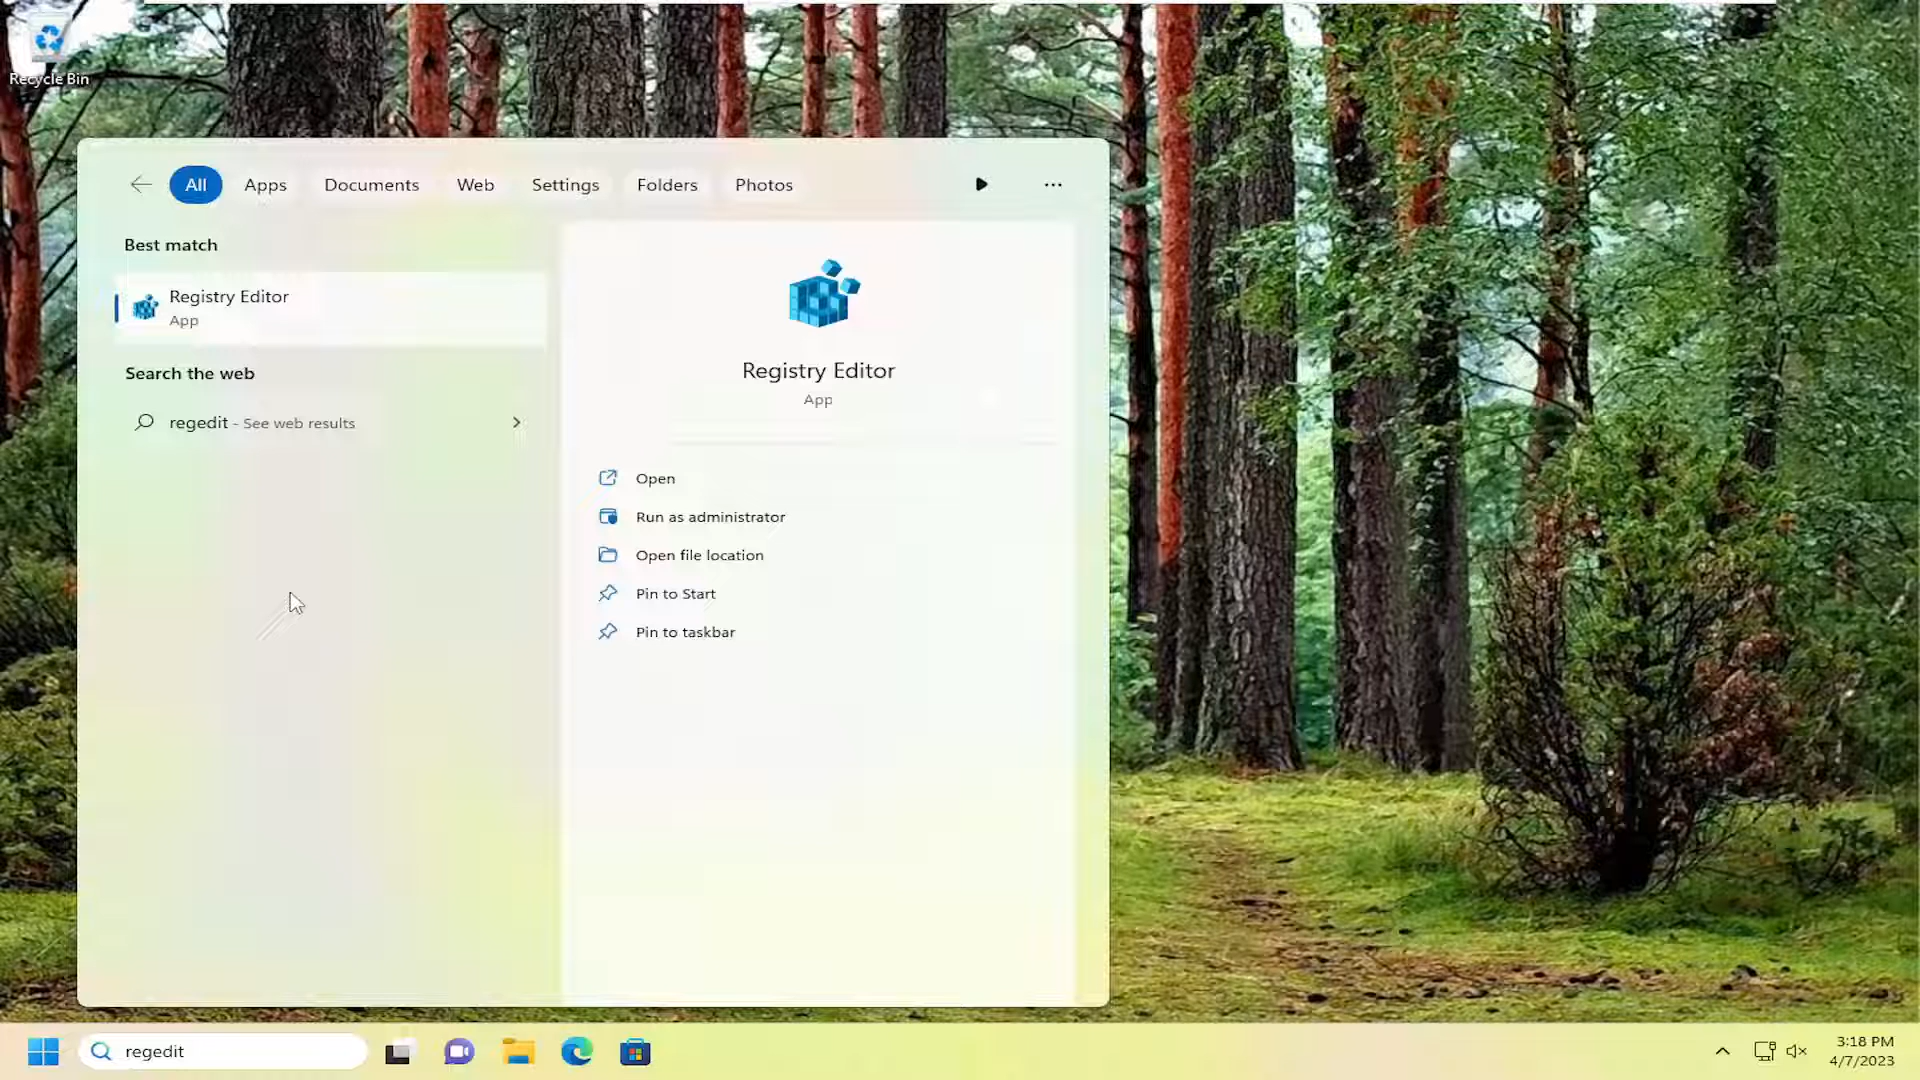 Recycle Bin
All Apps Documents Web Settings Folders Photos
Best match
Registry Editor
App
Search the web
regedit - See web results
Registry Editor
App
Open
Run as administrator
Open file location
Pin to Start
Pin to taskbar
regedit
3:18 PM
4/7/2023